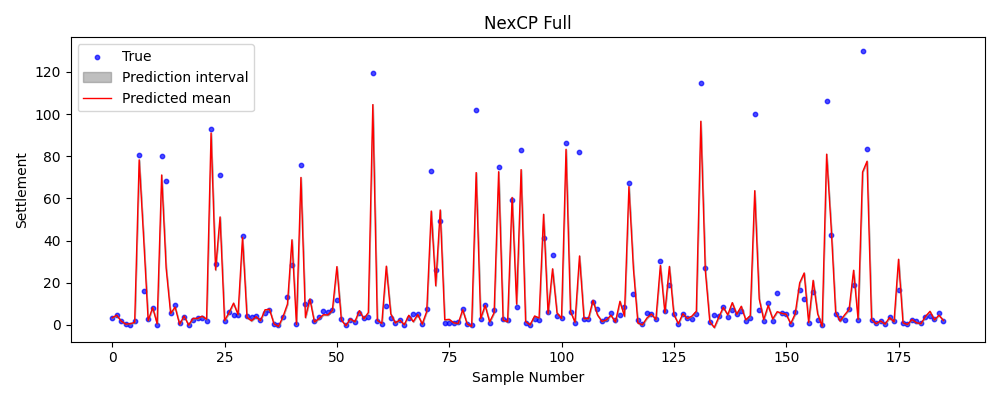 NexCP Full
True
Prediction interval
Predicted mean
Settlement
120
100
80
60
40
20
0
0 25 50 75 100 125 150 175
Sample Number